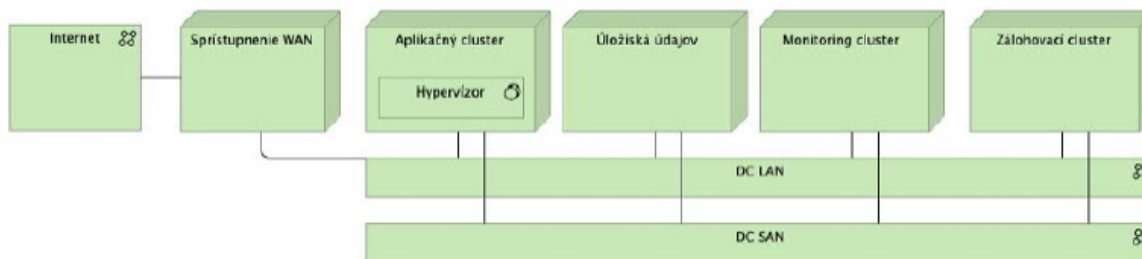 Internet
Sprístupnenie WAN
Aplikačný cluster
Úložiská údajov
Monitoring cluster
Zálohovací cluster
Hypervízor
DC LAN
DC SAN